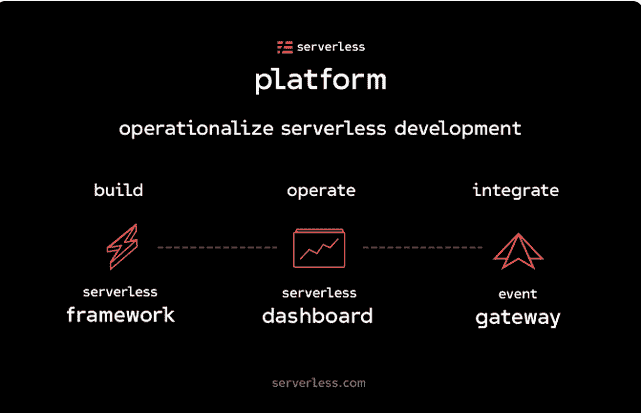 serverless
platform
operationalize serverless development
build operate integrate
serverless serverless event
framework dashboard gateway
serverless.com